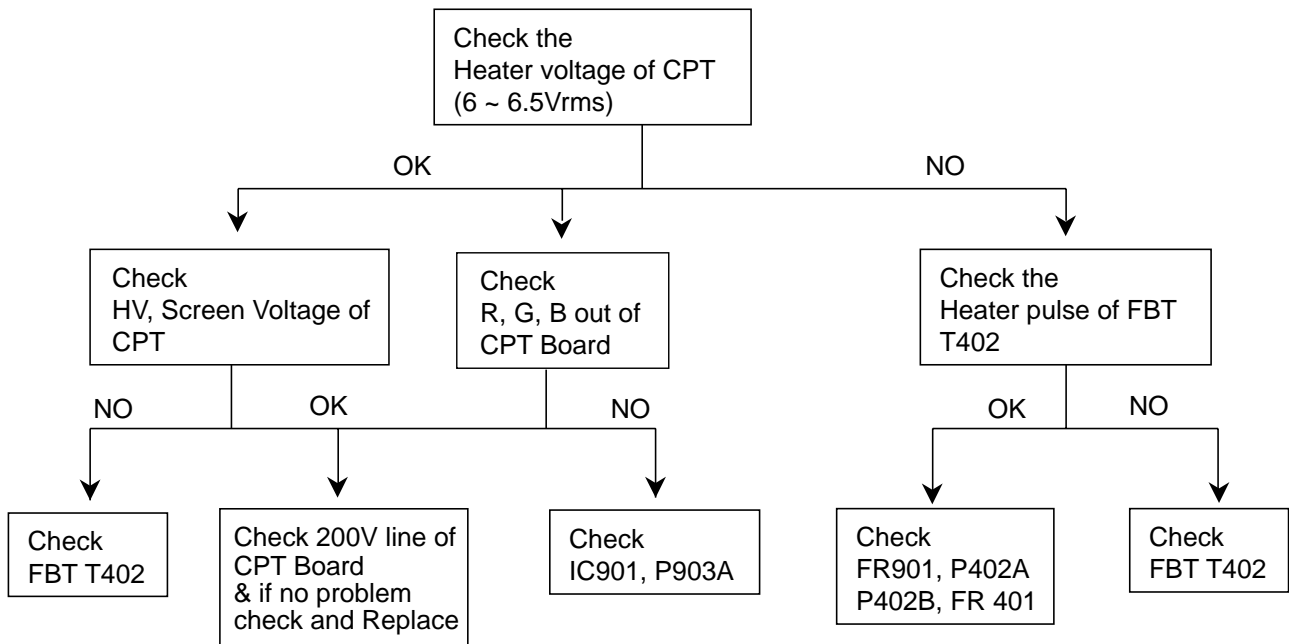 Check the
Heater voltage of CPT
(6 ~ 6.5Vrms)
OK
NO
Check
HV, Screen Voltage of
CPT
Check
R, G, B out of
CPT Board
Check the
Heater pulse of FBT
T402
NO
OK
NO
OK
NO
Check
FBT T402
Check 200V line of
CPT Board
& if no problem
check and Replace
Check
IC901, P903A
Check
FR901, P402A
P402B, FR 401
Check
FBT T402